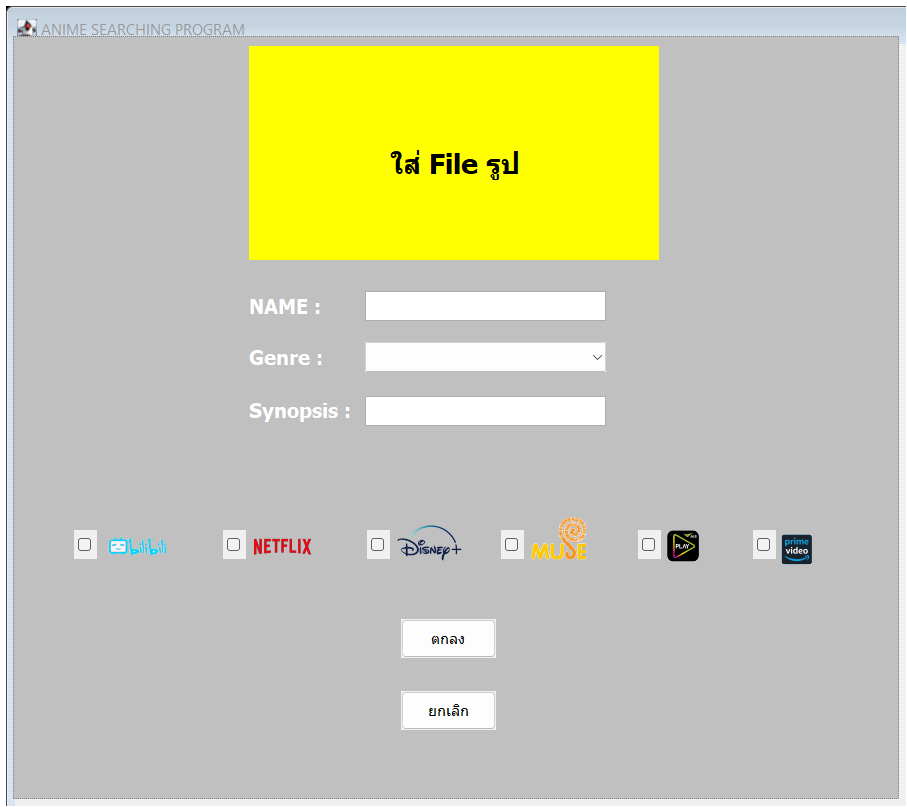 ANIME SEARCHING PROGRAM
ใส่ File รูป
NAME :
Genre :
Synopsis :
bilibili NETFLIX Disney+ MUSE AIS PLAY prime video
ตกลง
ยกเลิก